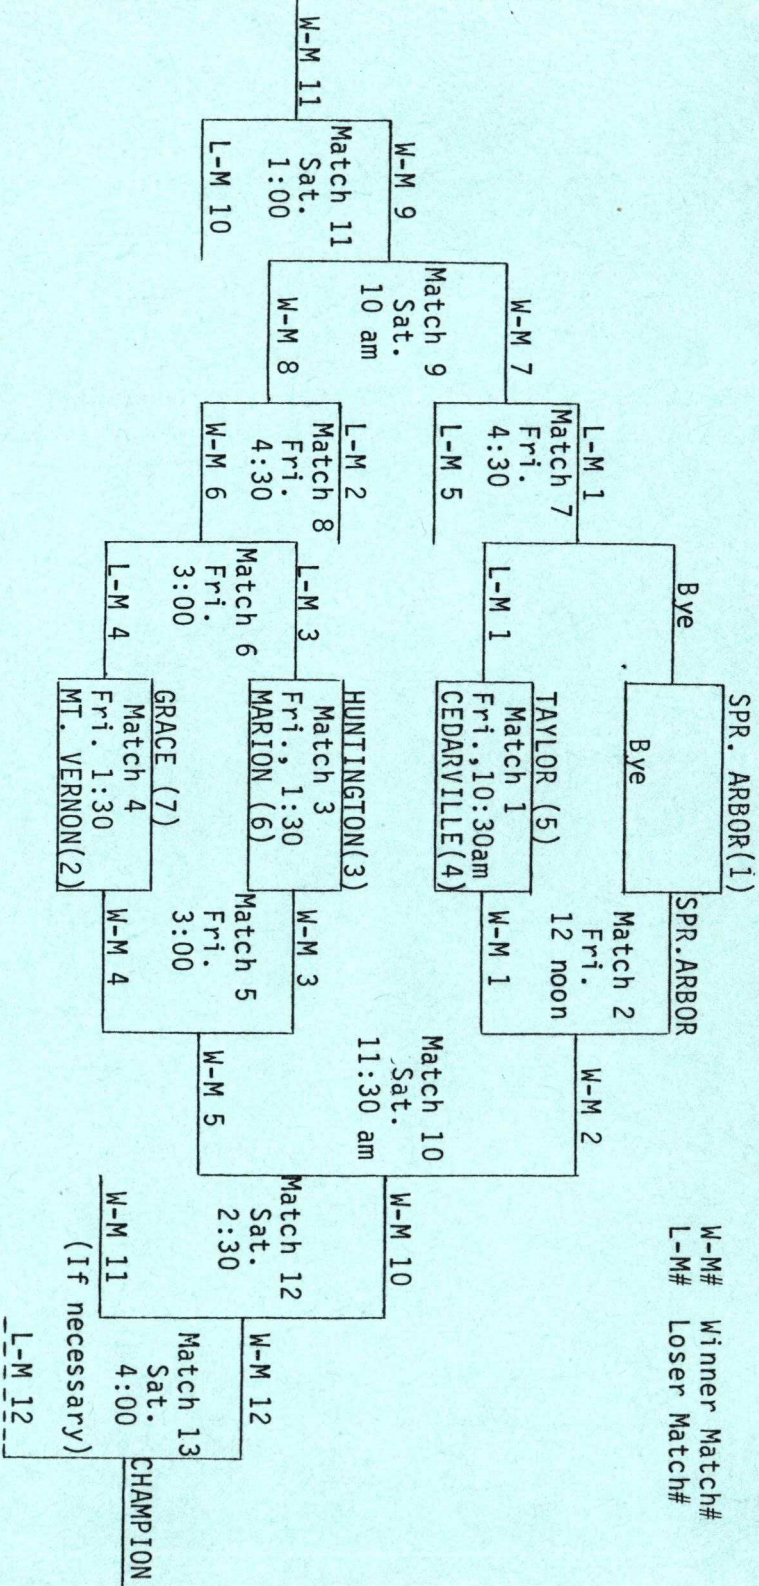 W-M# Winner Match#
L-M# Loser Match#
SPR. ARBOR(1)
Bye
Bye
SPR.ARBOR
L-M 1
Match 7
Fri.
4:30
L-M 5
W-M 7
TAYLOR (5)
Match 1
Fri.,10:30am
CEDARVILLE(4)
L-M 1
W-M 1
Match 2
Fri.
12 noon
W-M 2
W-M 9
Match 9
Sat.
10 am
W-M 8
Match 10
Sat.
11:30 am
W-M 10
W-M 11
Match 11
Sat.
1:00
L-M 10
L-M 2
Match 8
Fri.
4:30
W-M 6
HUNTINGTON(3)
Match 3
Fri., 1:30
MARION (6)
L-M 3
W-M 3
Match 6
Fri.
3:00
L-M 4
Match 5
Fri.
3:00
W-M 5
GRACE (7)
Match 4
Fri. 1:30
MT. VERNON(2)
W-M 4
Match 12
Sat.
2:30
W-M 11
W-M 12
Match 13
Sat.
4:00
(If necessary)
L-M 12
CHAMPION